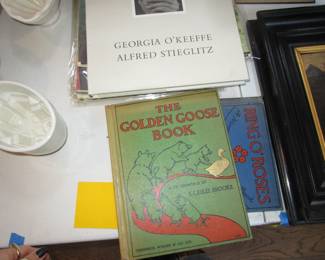 GEORGIA O'KEEFFE
ALFRED STIEGLITZ
THE
GOLDEN GOOSE
BOOK
L. LESLIE BROOKE
RING O' ROSES